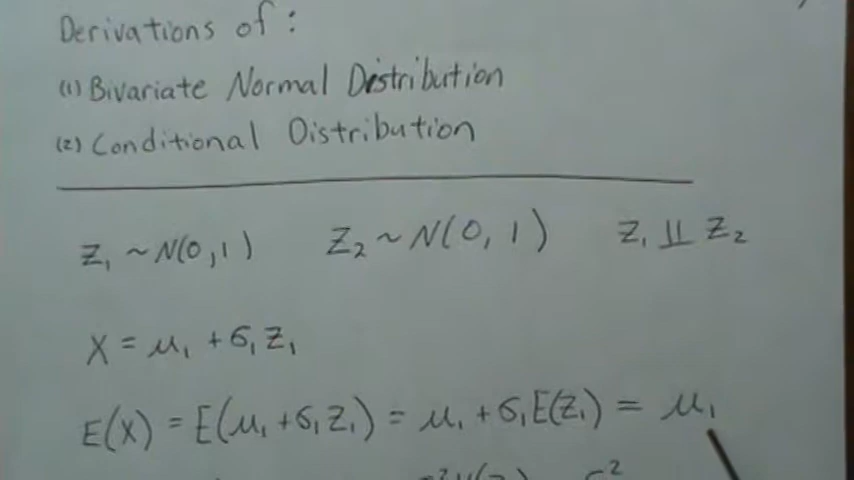 Derivations of :
(1) Bivariate Normal Distribution
(2) Conditional Distribution
Z₁ ~ N(0,1) Z₂ ~ N(0,1) Z₁ ⫫ Z₂
X = μ₁ + σ₁Z₁
E(X) = E(μ₁ + σ₁Z₁) = μ₁ + σ₁E(Z₁) = μ₁